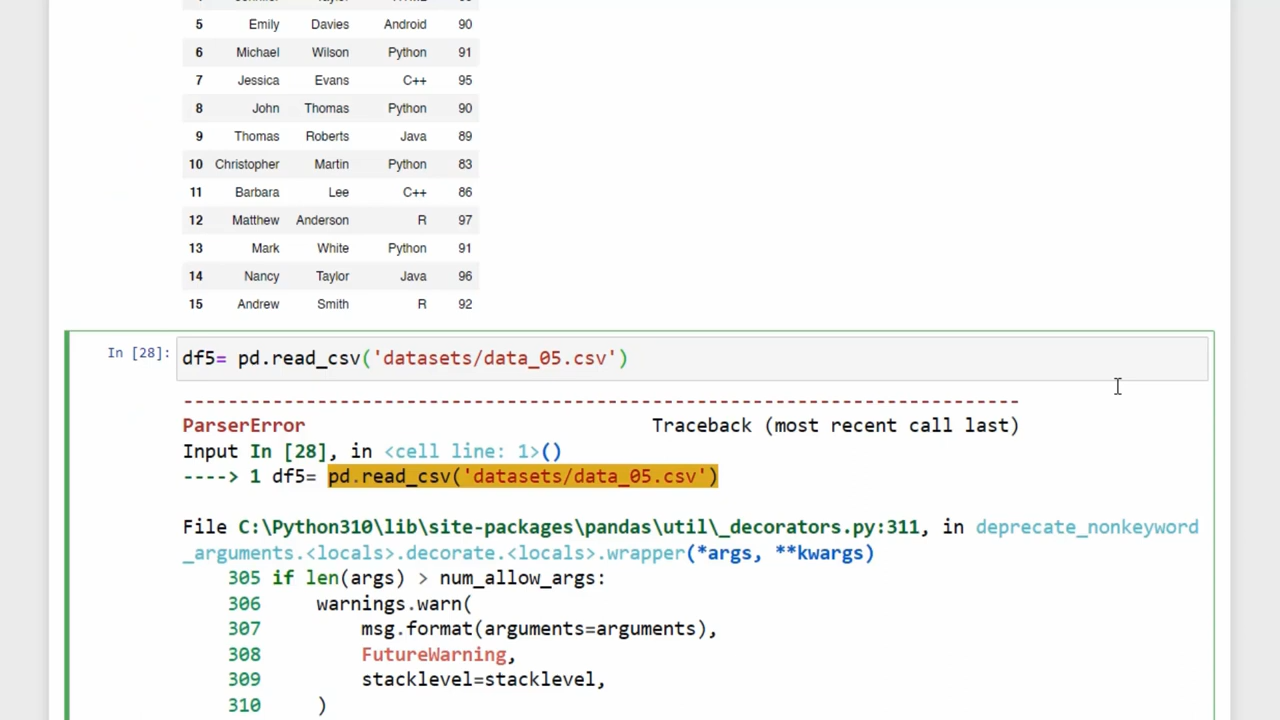 5 Emily Davies Android 90
6 Michael Wilson Python 91
7 Jessica Evans C++ 95
8 John Thomas Python 90
9 Thomas Roberts Java 89
10 Christopher Martin Python 83
11 Barbara Lee C++ 86
12 Matthew Anderson R 97
13 Mark White Python 91
14 Nancy Taylor Java 96
15 Andrew Smith R 92
In [28]: df5= pd.read_csv('datasets/data_05.csv')
---------------------------------------------------------------------------
ParserError Traceback (most recent call last)
Input In [28], in <cell line: 1>()
----> 1 df5= pd.read_csv('datasets/data_05.csv')
File C:\Python310\lib\site-packages\pandas\util\_decorators.py:311, in deprecate_nonkeyword
_arguments.<locals>.decorate.<locals>.wrapper(*args, **kwargs)
305 if len(args) > num_allow_args:
306 warnings.warn(
307 msg.format(arguments=arguments),
308 FutureWarning,
309 stacklevel=stacklevel,
310 )